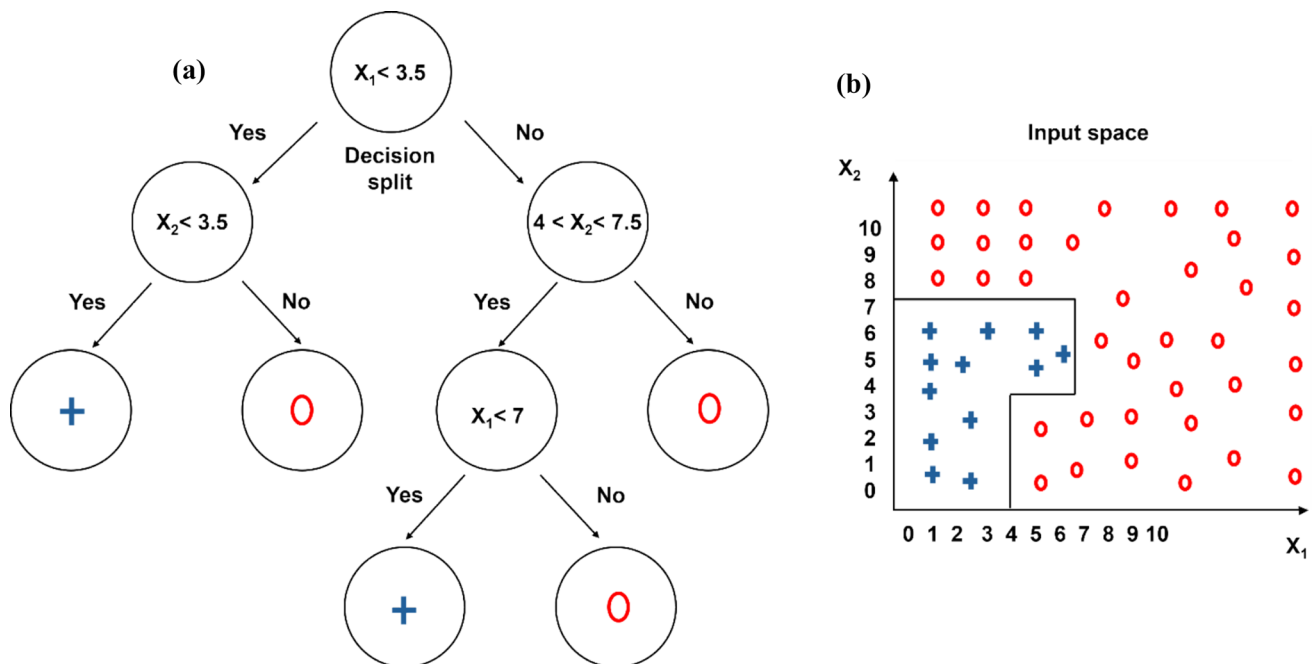 (a)
X₁< 3.5
Yes
No
Decision
split
X₂< 3.5
4 < X₂< 7.5
Yes
No
Yes
No
X₁< 7
Yes
No
(b)
Input space
X₂
10
9
8
7
6
5
4
3
2
1
0
0 1 2 3 4 5 6 7 8 9 10
X₁